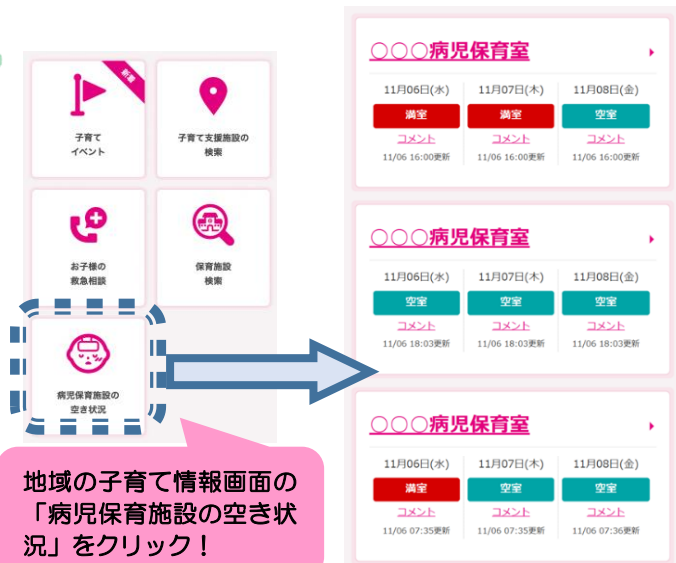 新着
子育て
イベント
子育て支援施設の
検索
お子様の
救急相談
保育施設
検索
病児保育施設の
空き状況
地域の子育て情報画面の
「病児保育施設の空き状
況」をクリック！
○○○病児保育室
11月06日(水) 11月07日(木) 11月08日(金)
満室 満室 空室
コメント コメント コメント
11/06 16:00更新 11/06 16:00更新 11/06 16:00更新
○○○病児保育室
11月06日(水) 11月07日(木) 11月08日(金)
空室 空室 空室
コメント コメント コメント
11/06 18:03更新 11/06 18:03更新 11/06 18:03更新
○○○病児保育室
11月06日(水) 11月07日(木) 11月08日(金)
満室 空室 空室
コメント コメント コメント
11/06 07:35更新 11/06 07:35更新 11/06 07:36更新